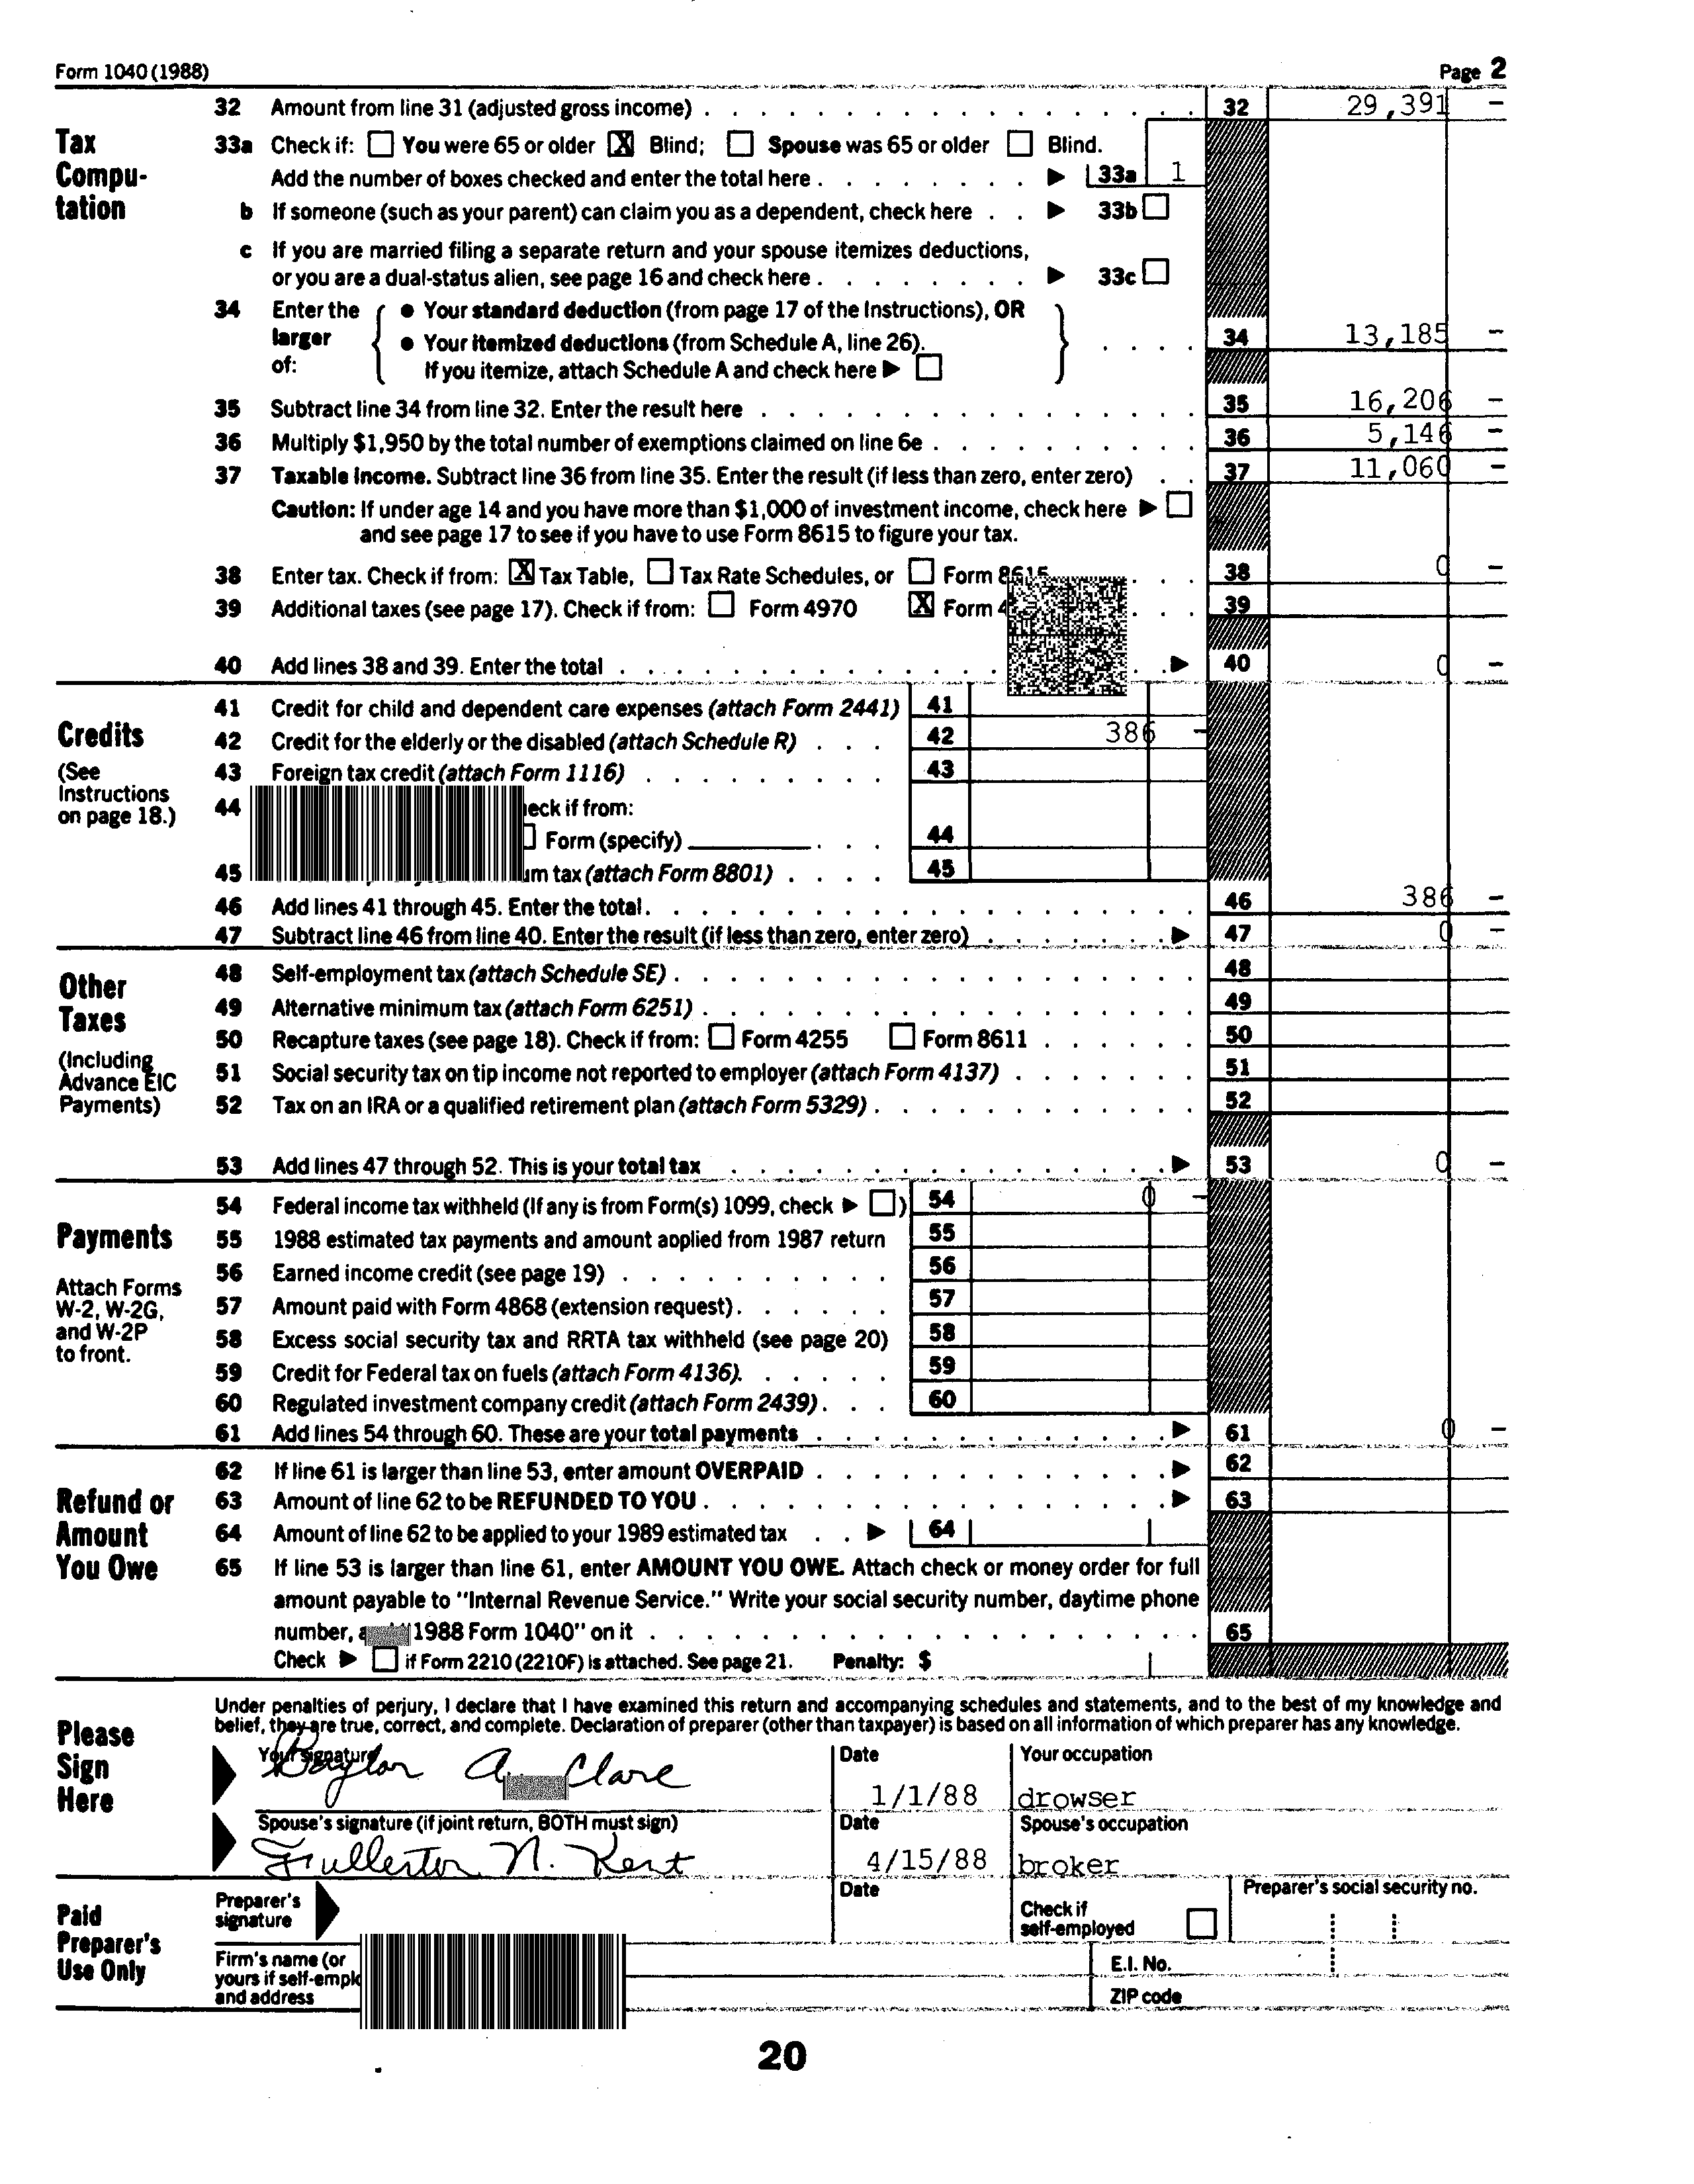 Form 1040 (1988) Page 2
32 Amount from line 31 (adjusted gross income) 32 29,391 –
Tax Compu-tation
33a Check if: You were 65 or older X Blind; Spouse was 65 or older Blind.
Add the number of boxes checked and enter the total here 33a 1
b If someone (such as your parent) can claim you as a dependent, check here 33b
c If you are married filing a separate return and your spouse itemizes deductions,
or you are a dual-status alien, see page 16 and check here 33c
34 Enter the larger of:
• Your standard deduction (from page 17 of the Instructions), OR
• Your itemized deductions (from Schedule A, line 26).
If you itemize, attach Schedule A and check here
34 13,185 –
35 Subtract line 34 from line 32. Enter the result here 35 16,206 –
36 Multiply $1,950 by the total number of exemptions claimed on line 6e 36 5,146 –
37 Taxable income. Subtract line 36 from line 35. Enter the result (if less than zero, enter zero) 37 11,060 –
Caution: If under age 14 and you have more than $1,000 of investment income, check here
and see page 17 to see if you have to use Form 8615 to figure your tax.
38 Enter tax. Check if from: X Tax Table, Tax Rate Schedules, or Form 8615 38 0 –
39 Additional taxes (see page 17). Check if from: Form 4970 X Form 39
40 Add lines 38 and 39. Enter the total 40 0 –
Credits
(See Instructions on page 18.)
41 Credit for child and dependent care expenses (attach Form 2441) 41
42 Credit for the elderly or the disabled (attach Schedule R) 42 386 –
43 Foreign tax credit (attach Form 1116) 43
44 if from:
Form (specify) 44
45 tax (attach Form 8801) 45
46 Add lines 41 through 45. Enter the total 46 386 –
47 Subtract line 46 from line 40. Enter the result (if less than zero, enter zero) 47 0 –
Other Taxes
(Including Advance EIC Payments)
48 Self-employment tax (attach Schedule SE) 48
49 Alternative minimum tax (attach Form 6251) 49
50 Recapture taxes (see page 18). Check if from: Form 4255 Form 8611 50
51 Social security tax on tip income not reported to employer (attach Form 4137) 51
52 Tax on an IRA or a qualified retirement plan (attach Form 5329) 52
53 Add lines 47 through 52. This is your total tax 53 0 –
Payments
Attach Forms W-2, W-2G, and W-2P to front.
54 Federal income tax withheld (If any is from Form(s) 1099, check ) 54 0 –
55 1988 estimated tax payments and amount applied from 1987 return 55
56 Earned income credit (see page 19) 56
57 Amount paid with Form 4868 (extension request) 57
58 Excess social security tax and RRTA tax withheld (see page 20) 58
59 Credit for Federal tax on fuels (attach Form 4136) 59
60 Regulated investment company credit (attach Form 2439) 60
61 Add lines 54 through 60. These are your total payments 61 0 –
Refund or Amount You Owe
62 If line 61 is larger than line 53, enter amount OVERPAID 62
63 Amount of line 62 to be REFUNDED TO YOU 63
64 Amount of line 62 to be applied to your 1989 estimated tax 64
65 If line 53 is larger than line 61, enter AMOUNT YOU OWE. Attach check or money order for full
amount payable to "Internal Revenue Service." Write your social security number, daytime phone
number, 1988 Form 1040" on it 65
Check if Form 2210 (2210F) is attached. See page 21. Penalty: $
Please Sign Here
Under penalties of perjury, I declare that I have examined this return and accompanying schedules and statements, and to the best of my knowledge and
belief, they are true, correct, and complete. Declaration of preparer (other than taxpayer) is based on all information of which preparer has any knowledge.
Your signature Date Your occupation
Baylor A. Clare 1/1/88 drowser
Spouse's signature (if joint return, BOTH must sign) Date Spouse's occupation
Fullerton N. Kent 4/15/88 broker
Paid Preparer's Use Only
Preparer's signature Date Check if self-employed Preparer's social security no.
Firm's name (or yours if and address E.I. No.
ZIP code
20